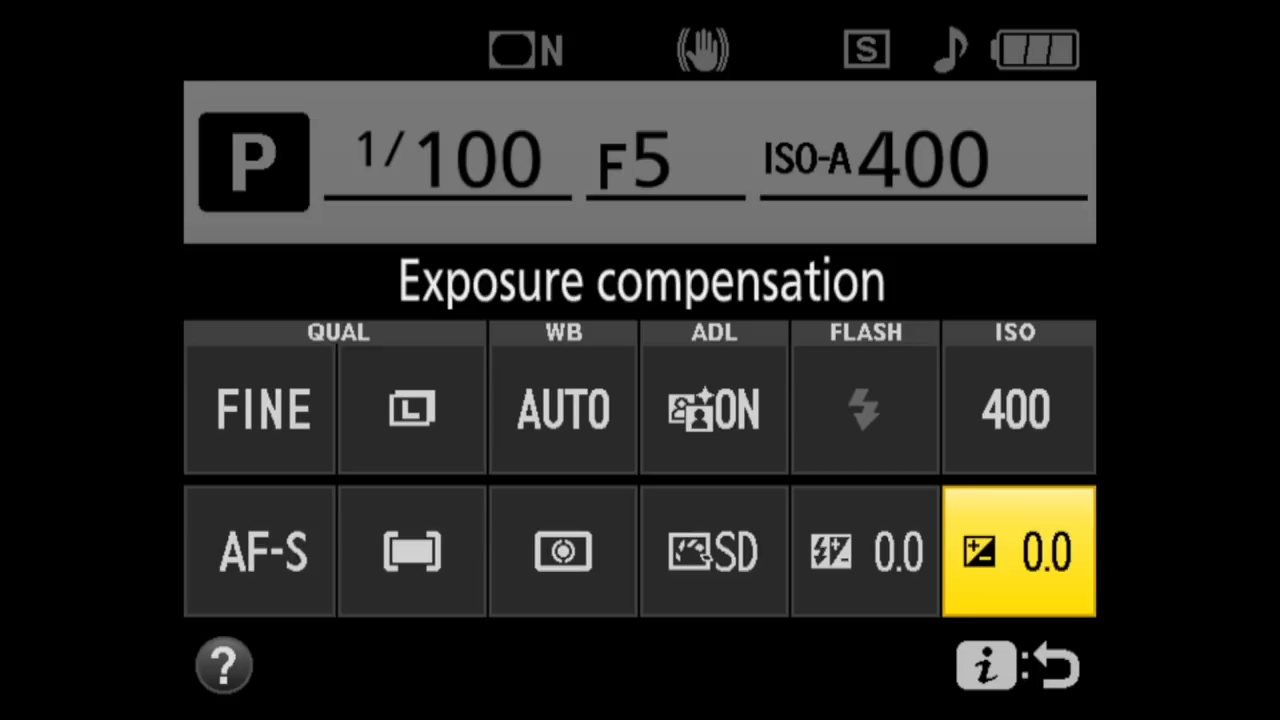 N S
P 1/100 F5 ISO-A 400
Exposure compensation
QUAL WB ADL FLASH ISO
FINE L AUTO ON 400
AF-S SD 0.0 0.0
? i: